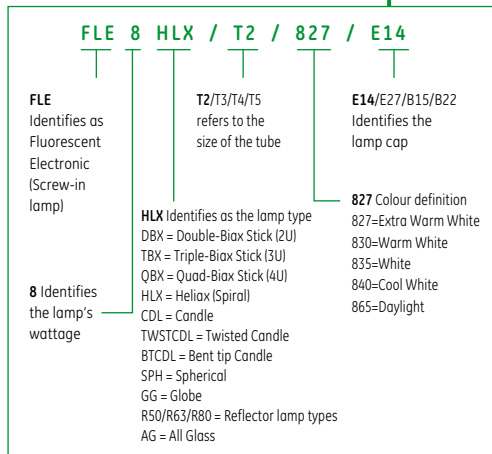 FLE 8 HLX / T2 / 827 / E14
FLE
Identifies as
Fluorescent
Electronic
(Screw-in
lamp)
8 Identifies
the lamp's
wattage
T2/T3/T4/T5
refers to the
size of the tube
HLX Identifies as the lamp type
DBX = Double-Biax Stick (2U)
TBX = Triple-Biax Stick (3U)
QBX = Quad-Biax Stick (4U)
HLX = Heliax (Spiral)
CDL = Candle
TWSTCDL = Twisted Candle
BTCDL = Bent tip Candle
SPH = Spherical
GG = Globe
R50/R63/R80 = Reflector lamp types
AG = All Glass
E14/E27/B15/B22
Identifies the
lamp cap
827 Colour definition
827=Extra Warm White
830=Warm White
835=White
840=Cool White
865=Daylight